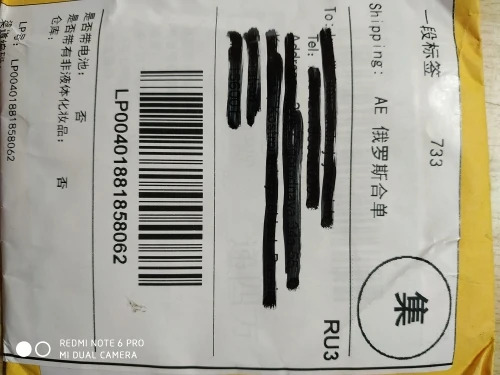 一段标签 733
Shipping: AE 俄罗斯合单
集
To:
Tel:
RU3
LP00401881858062
是否带电池: 否
是否带有非液体化妆品: 否
仓库:
LP号: LP00401881858062
REDMI NOTE 6 PRO
MI DUAL CAMERA